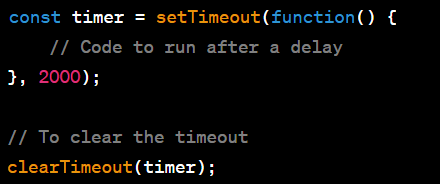 const timer = setTimeout(function() {
    // Code to run after a delay
}, 2000);

// To clear the timeout
clearTimeout(timer);